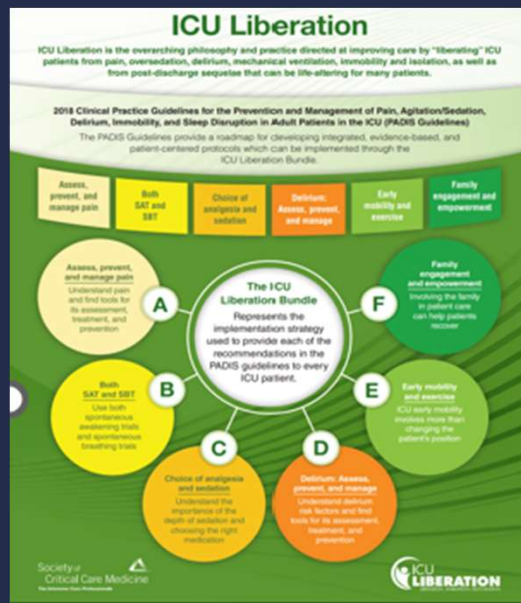 ICU Liberation
ICU Liberation is the overarching philosophy and practice directed at improving care by "liberating" ICU
patients from pain, oversedation, delirium, mechanical ventilation, immobility and isolation, as well as
from post-discharge sequelae that can be life-altering for many patients.
2018 Clinical Practice Guidelines for the Prevention and Management of Pain, Agitation/Sedation,
Delirium, Immobility, and Sleep Disruption in Adult Patients in the ICU (PADIS Guidelines)
The PADIS Guidelines provide a roadmap for developing integrated, evidence-based, and
patient-centered protocols which can be implemented through the
ICU Liberation Bundle.
Assess,
prevent, and
manage pain
Both
SAT and
SBT
Choice of
analgesia and
sedation
Delirium:
Assess, prevent,
and manage
Early
mobility and
exercise
Family
engagement and
empowerment
The ICU
Liberation Bundle
Represents the
implementation strategy
used to provide each of the
recommendations in the
PADIS guidelines to every
ICU patient.
A
Assess, prevent,
and manage pain
Understand pain
and find tools for
its assessment,
treatment, and
prevention
B
Both
SAT and SBT
Use both
spontaneous
awakening trials
and spontaneous
breathing trials
C
Choice of analgesia
and sedation
Understand the
importance of the
depth of sedation and
choosing the right
medication
D
Delirium: Assess,
prevent, and manage
Understand delirium
risk factors and find
tools for its assessment,
treatment, and
prevention
E
Early mobility
and exercise
ICU early mobility
involves more than
changing the
patient's position
F
Family
engagement
and empowerment
Involving the family
in patient care
can help patients
recover
Society of
Critical Care Medicine
The Intensive Care Professionals
ICU
LIBERATION